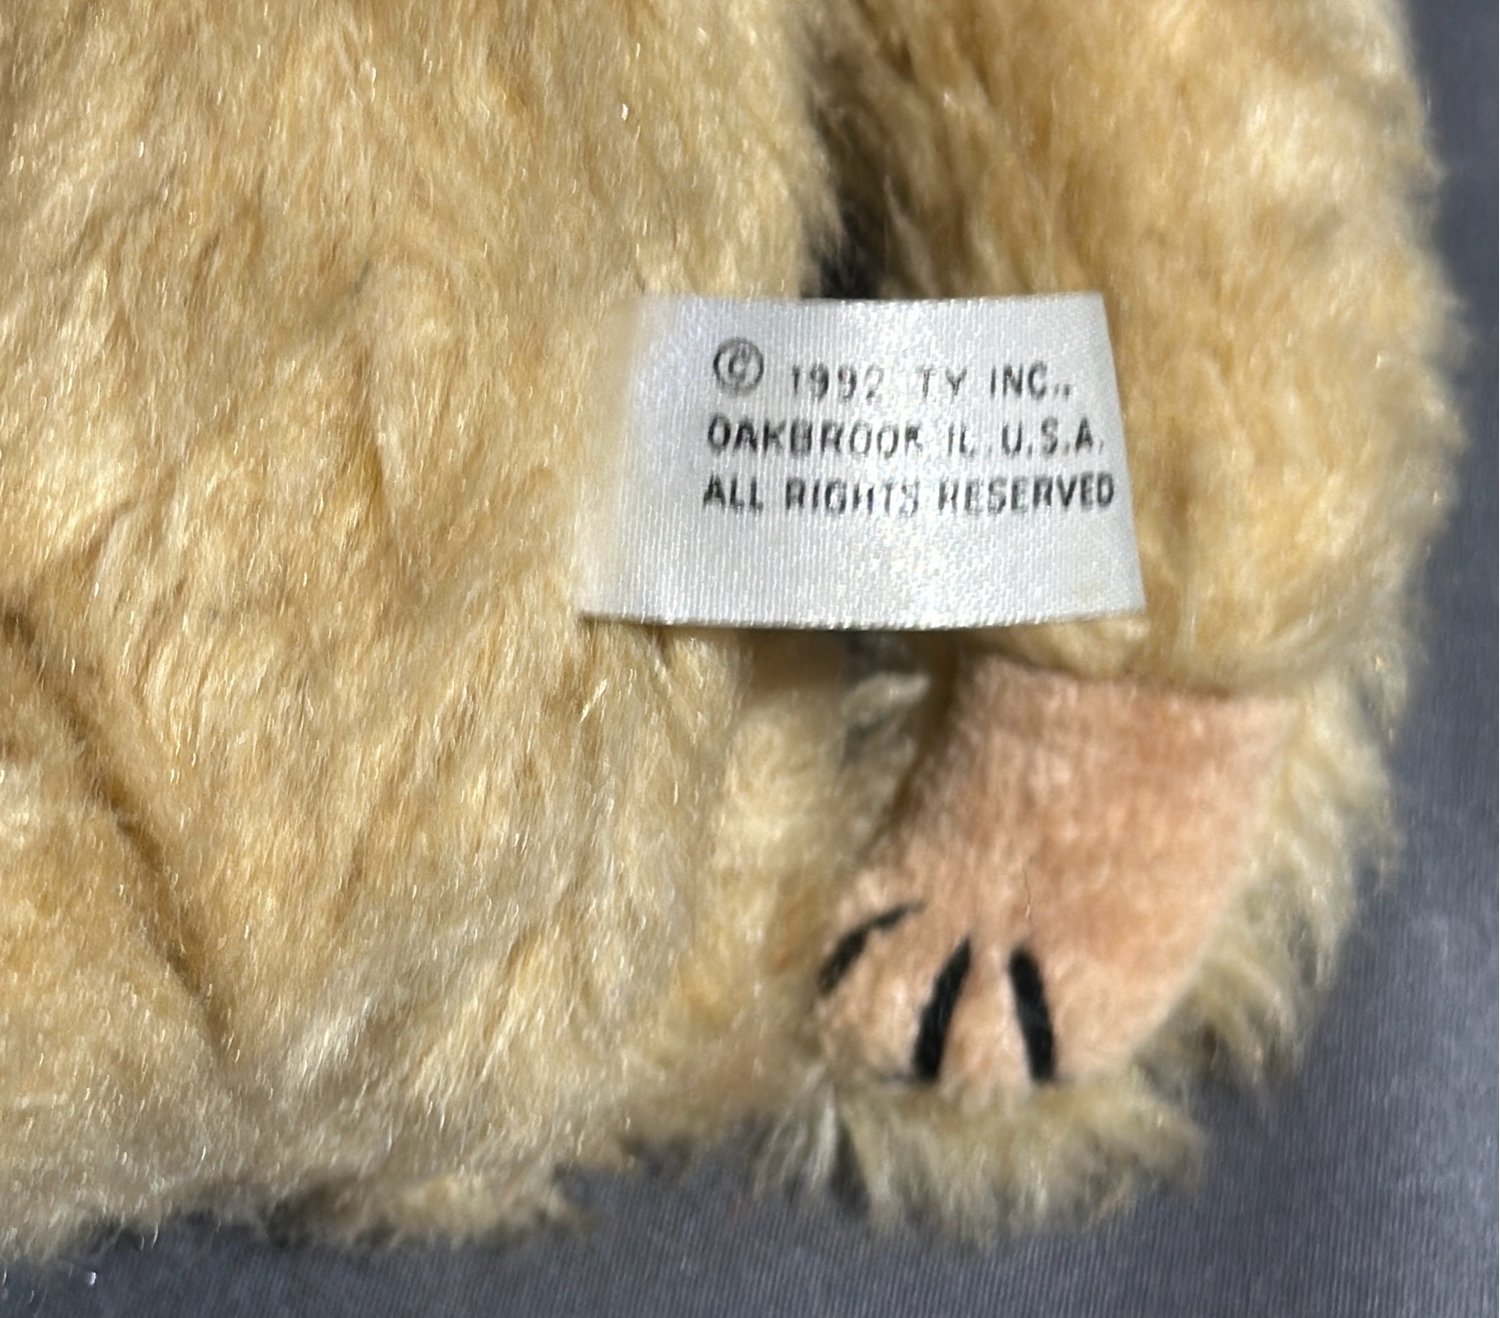 © 1992 TY INC.,
OAKBROOK IL. U.S.A.
ALL RIGHTS RESERVED